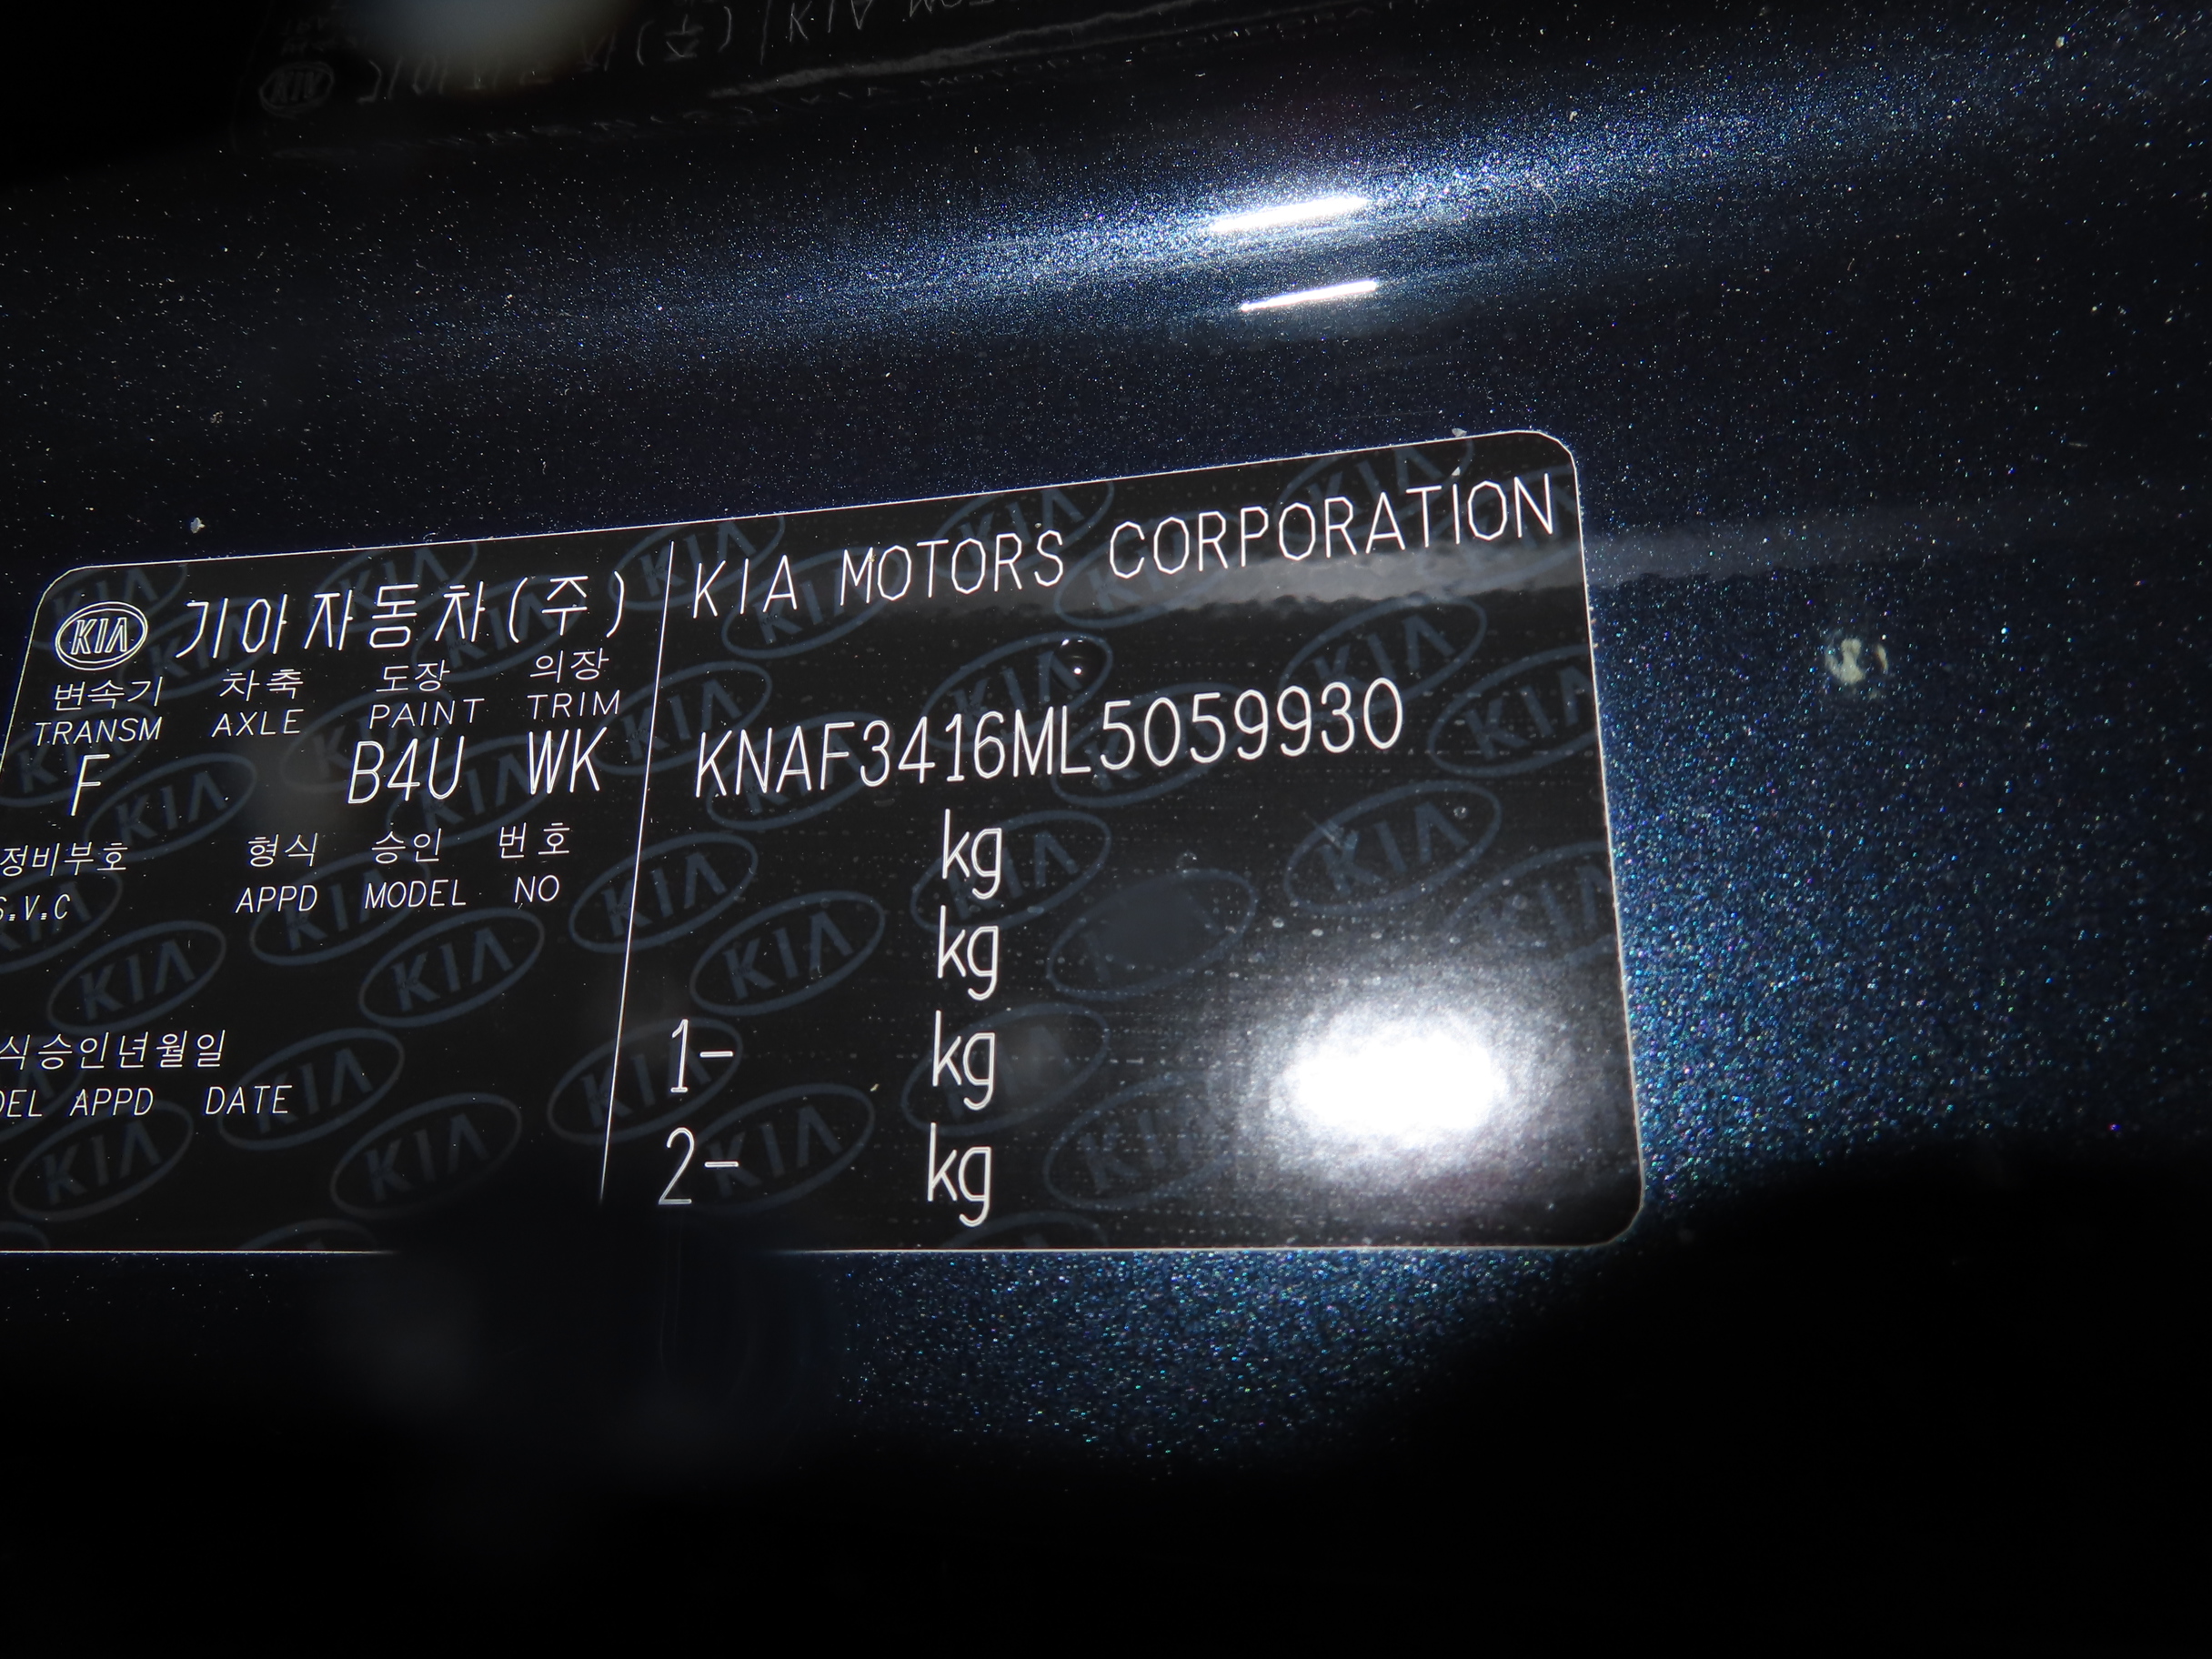 KIA 기아자동차(주)
변속기 차축 도장 의장
TRANSM AXLE PAINT TRIM
F B4U WK
정비부호 형식 승인 번호
S.V.C APPD MODEL NO
식승인년월일
DEL APPD DATE
KIA MOTORS CORPORATION
KNAF3416ML5059930
kg
kg
1- kg
2- kg